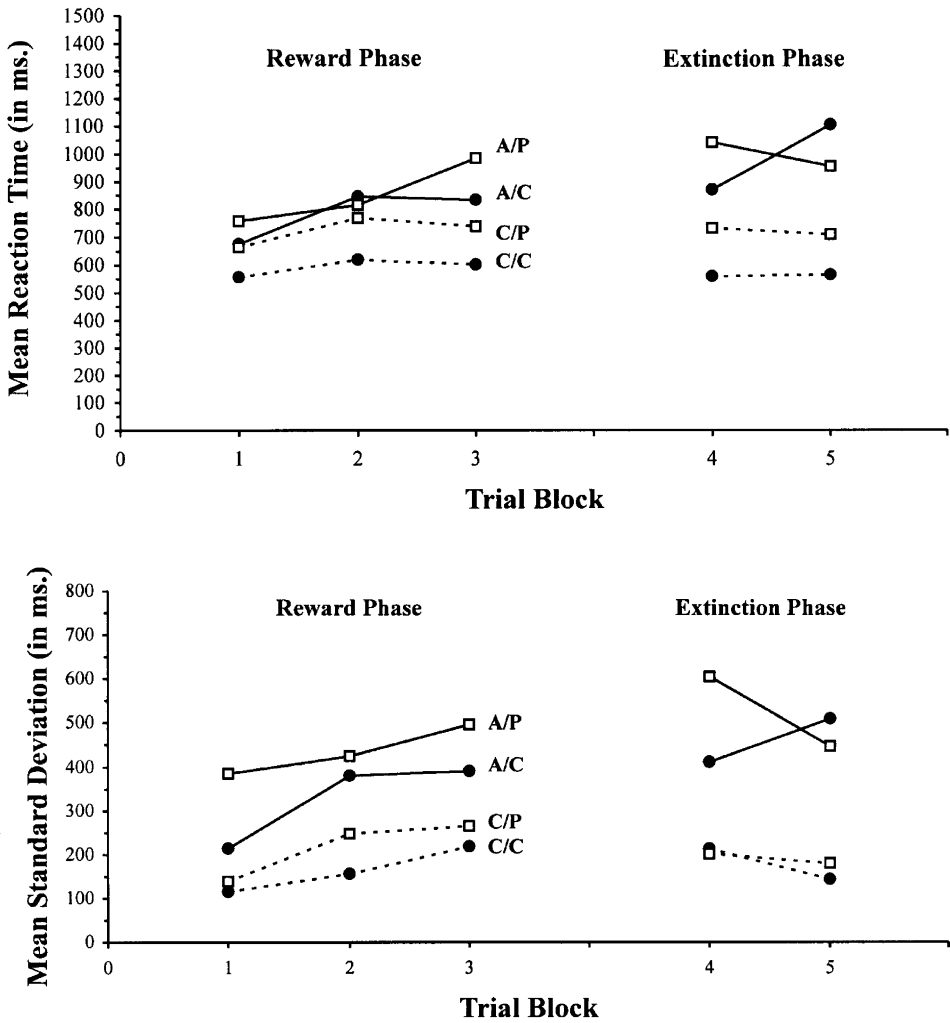 Mean Reaction Time (in ms.)
1500
1400
1300
1200
1100
1000
900
800
700
600
500
400
300
200
100
0
Reward Phase
Extinction Phase
A/P
A/C
C/P
C/C
0
1
2
3
4
5
Trial Block
Mean Standard Deviation (in ms.)
800
700
600
500
400
300
200
100
0
Reward Phase
Extinction Phase
A/P
A/C
C/P
C/C
0
1
2
3
4
5
Trial Block